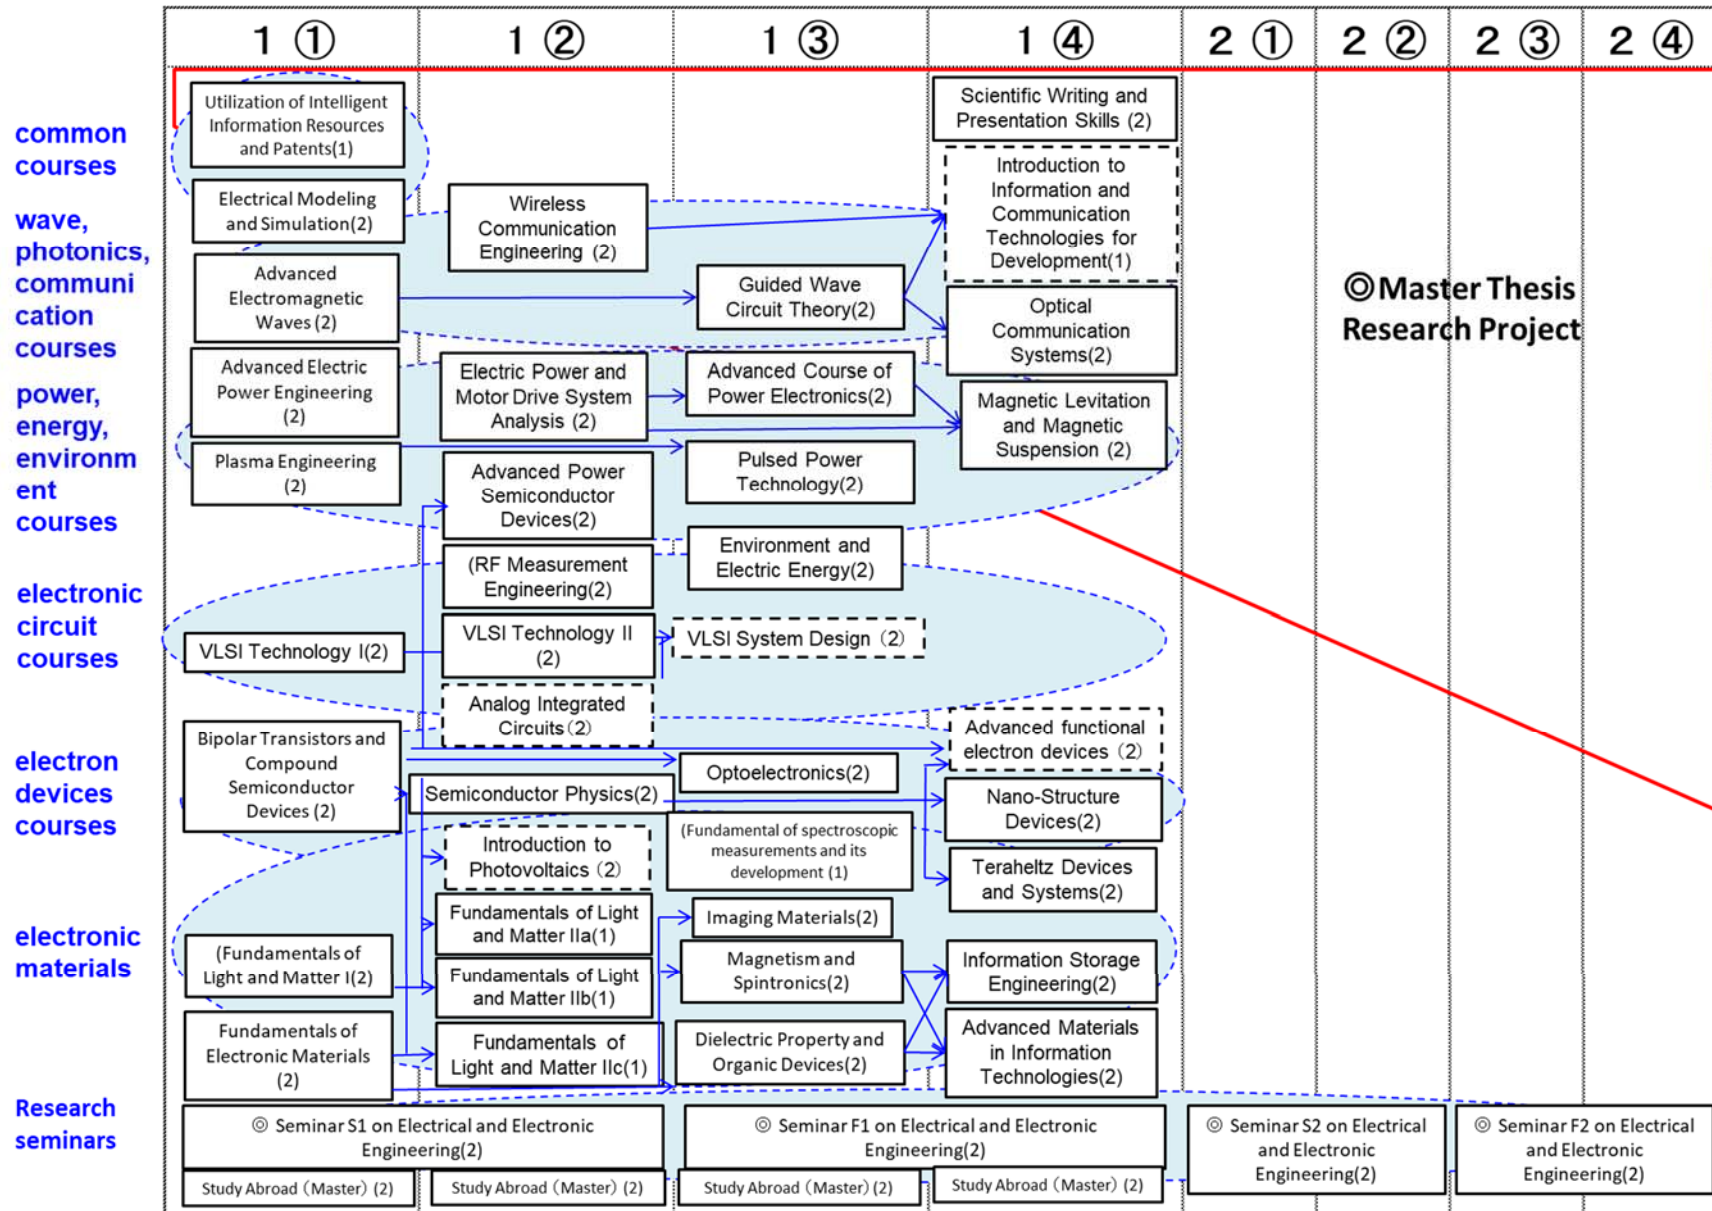 1 ① 1 ② 1 ③ 1 ④ 2 ① 2 ② 2 ③ 2 ④
common
courses
wave,
photonics,
communi
cation
courses
power,
energy,
environm
ent
courses
electronic
circuit
courses
electron
devices
courses
electronic
materials
Research
seminars
Utilization of Intelligent
Information Resources
and Patents(1)
Electrical Modeling
and Simulation(2)
Advanced
Electromagnetic
Waves (2)
Advanced Electric
Power Engineering
(2)
Plasma Engineering
(2)
VLSI Technology I(2)
Bipolar Transistors and
Compound
Semiconductor
Devices (2)
(Fundamentals of
Light and Matter I(2)
Fundamentals of
Electronic Materials
(2)
Wireless
Communication
Engineering (2)
Electric Power and
Motor Drive System
Analysis (2)
Advanced Power
Semiconductor
Devices(2)
(RF Measurement
Engineering(2)
VLSI Technology II
(2)
Analog Integrated
Circuits(2)
Semiconductor Physics(2)
Introduction to
Photovoltaics (2)
Fundamentals of Light
and Matter IIa(1)
Fundamentals of Light
and Matter IIb(1)
Fundamentals of
Light and Matter IIc(1)
Guided Wave
Circuit Theory(2)
Advanced Course of
Power Electronics(2)
Pulsed Power
Technology(2)
Environment and
Electric Energy(2)
VLSI System Design (2)
Optoelectronics(2)
(Fundamental of spectroscopic
measurements and its
development (1)
Imaging Materials(2)
Magnetism and
Spintronics(2)
Dielectric Property and
Organic Devices(2)
Scientific Writing and
Presentation Skills (2)
Introduction to
Information and
Communication
Technologies for
Development(1)
Optical
Communication
Systems(2)
Magnetic Levitation
and Magnetic
Suspension (2)
Advanced functional
electron devices (2)
Nano-Structure
Devices(2)
Teraheltz Devices
and Systems(2)
Information Storage
Engineering(2)
Advanced Materials
in Information
Technologies(2)
◎Master Thesis
Research Project
◎ Seminar S1 on Electrical and Electronic
Engineering(2)
◎ Seminar F1 on Electrical and Electronic
Engineering(2)
◎ Seminar S2 on Electrical
and Electronic
Engineering(2)
◎ Seminar F2 on Electrical
and Electronic
Engineering(2)
Study Abroad（Master）(2)
Study Abroad（Master）(2)
Study Abroad（Master）(2)
Study Abroad（Master）(2)